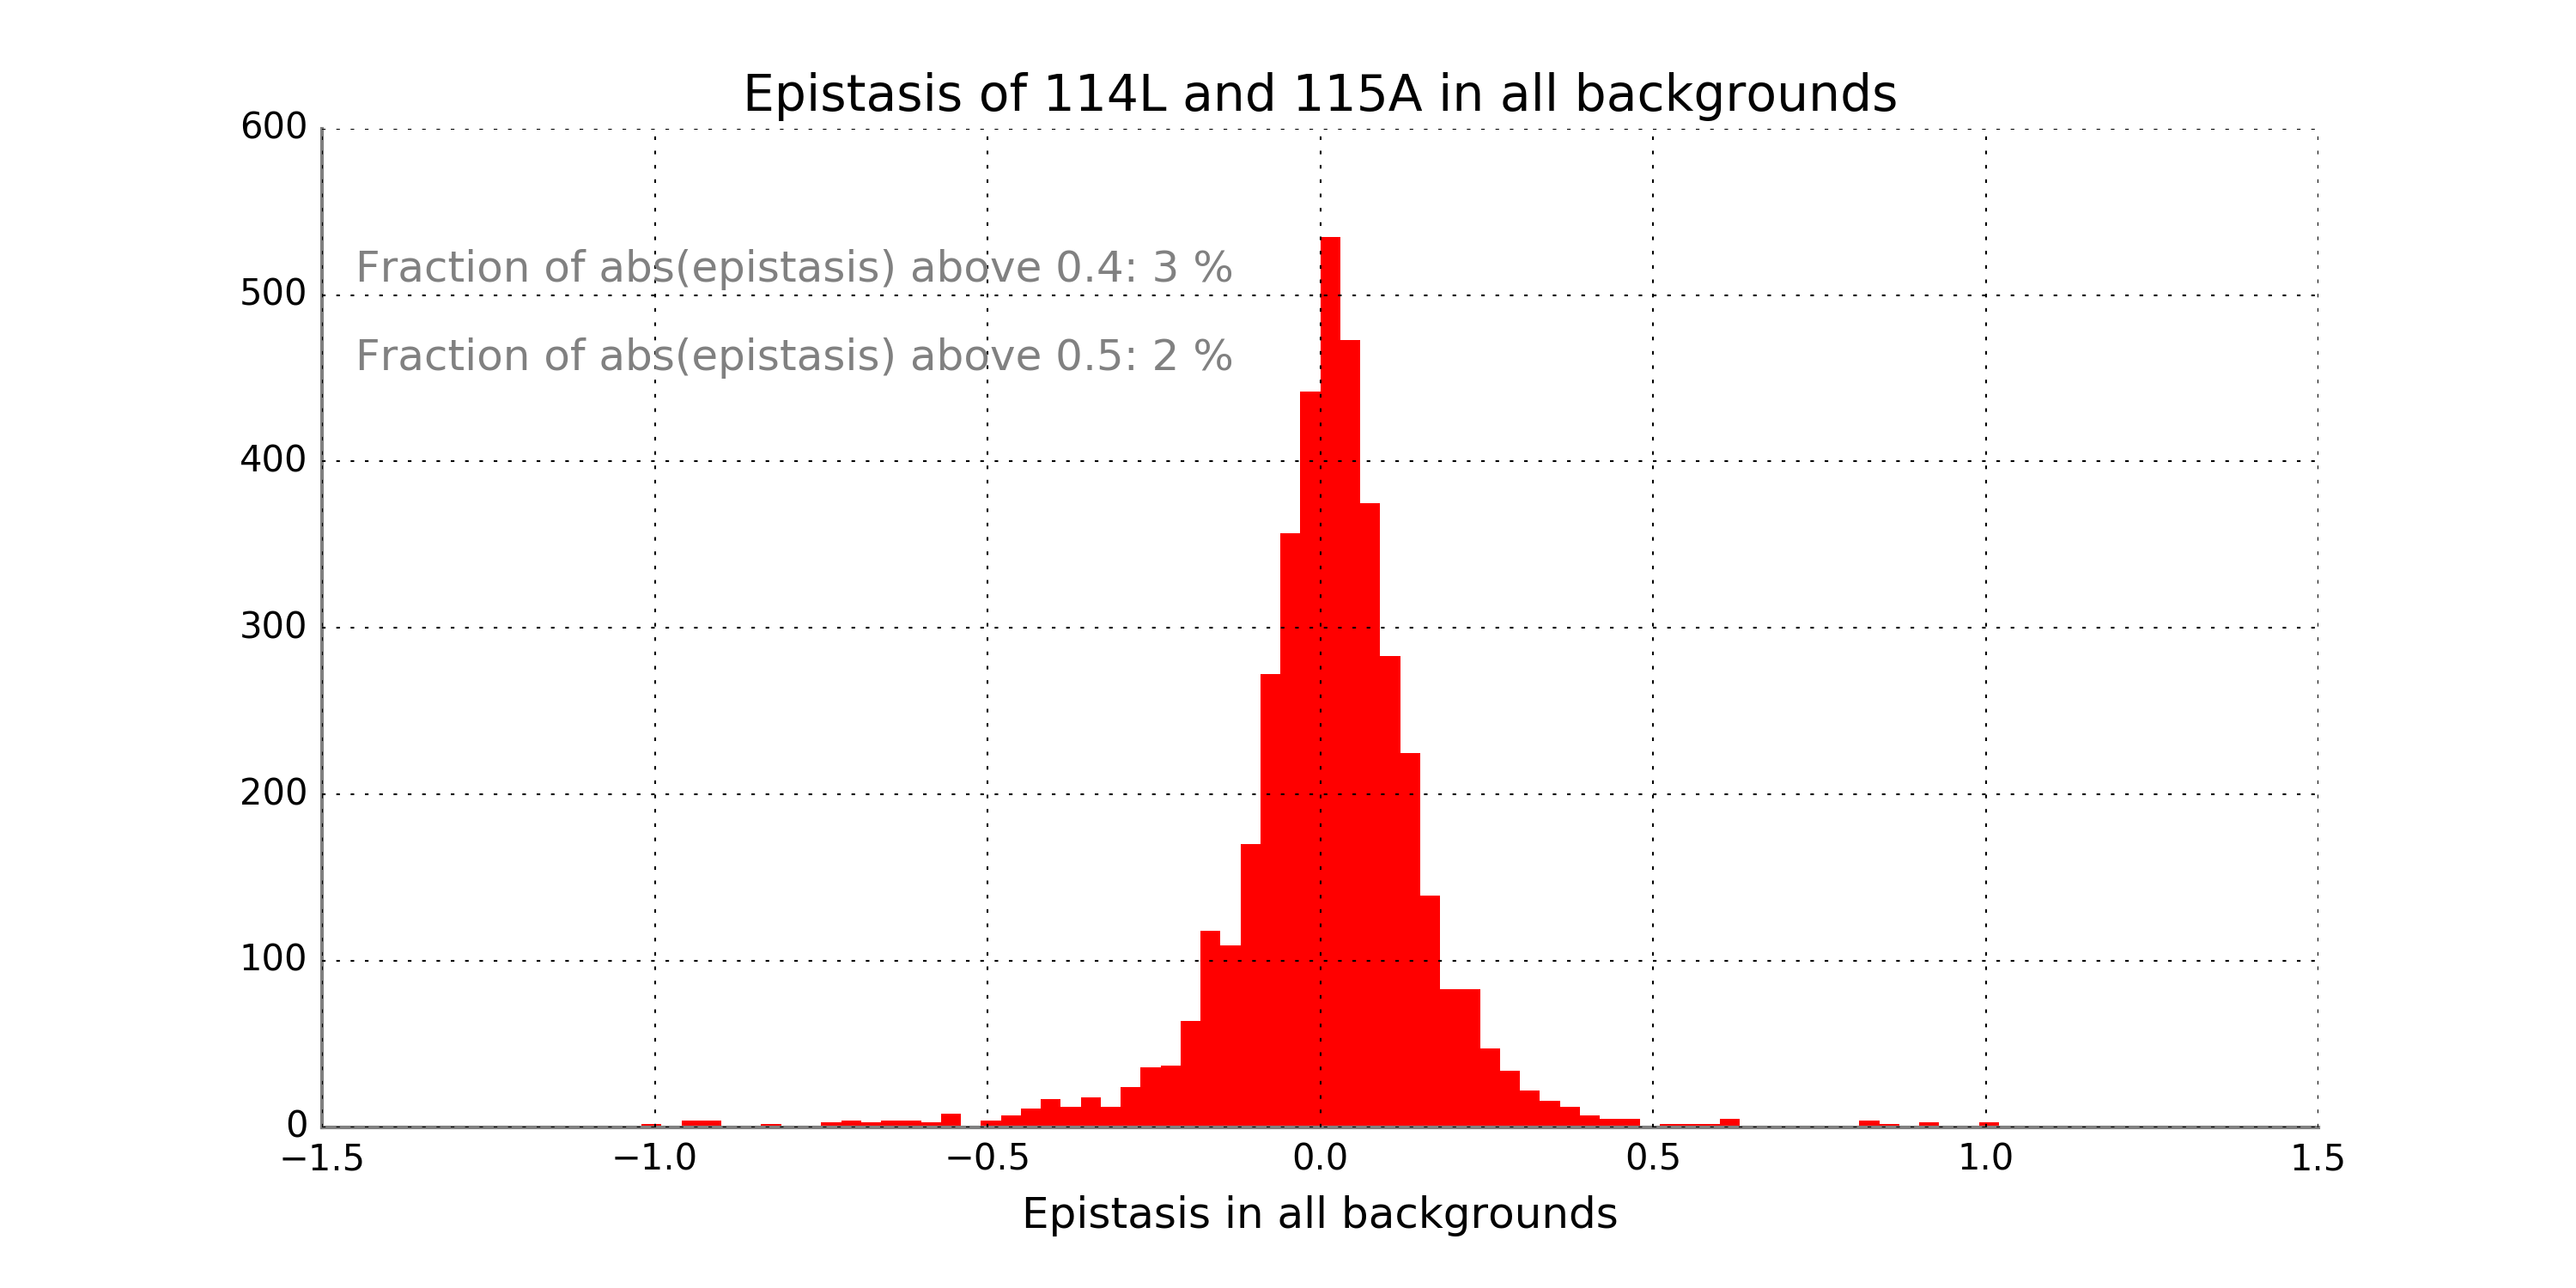 Epistasis of 114L and 115A in all backgrounds
600
Fraction of abs(epistasis) above 0.4: 3 %
500
Fraction of abs(epistasis) above 0.5: 2 %
400
300
200
100
0
−1.5 −1.0 −0.5 0.0 0.5 1.0 1.5
Epistasis in all backgrounds